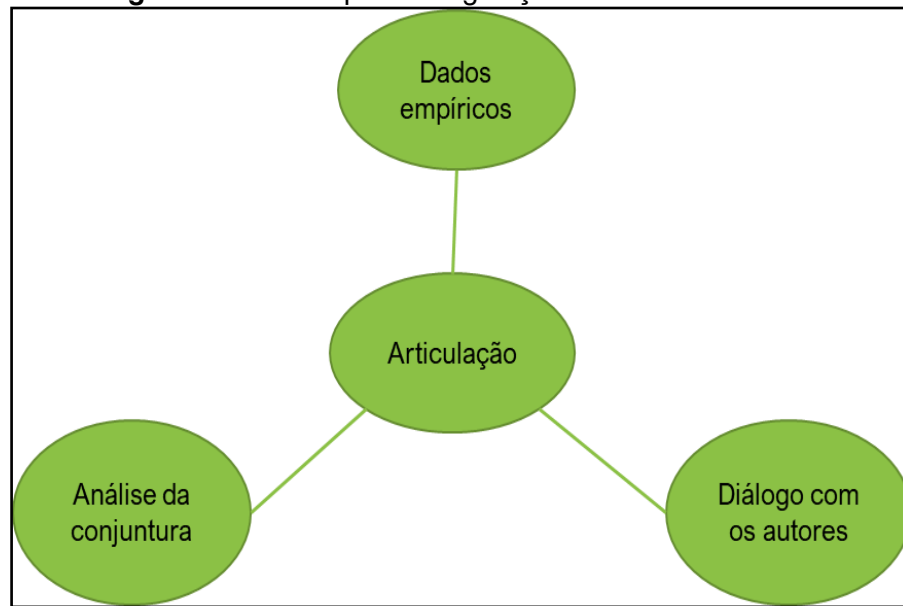 Dados
empíricos
Articulação
Análise da
conjuntura
Diálogo com
os autores